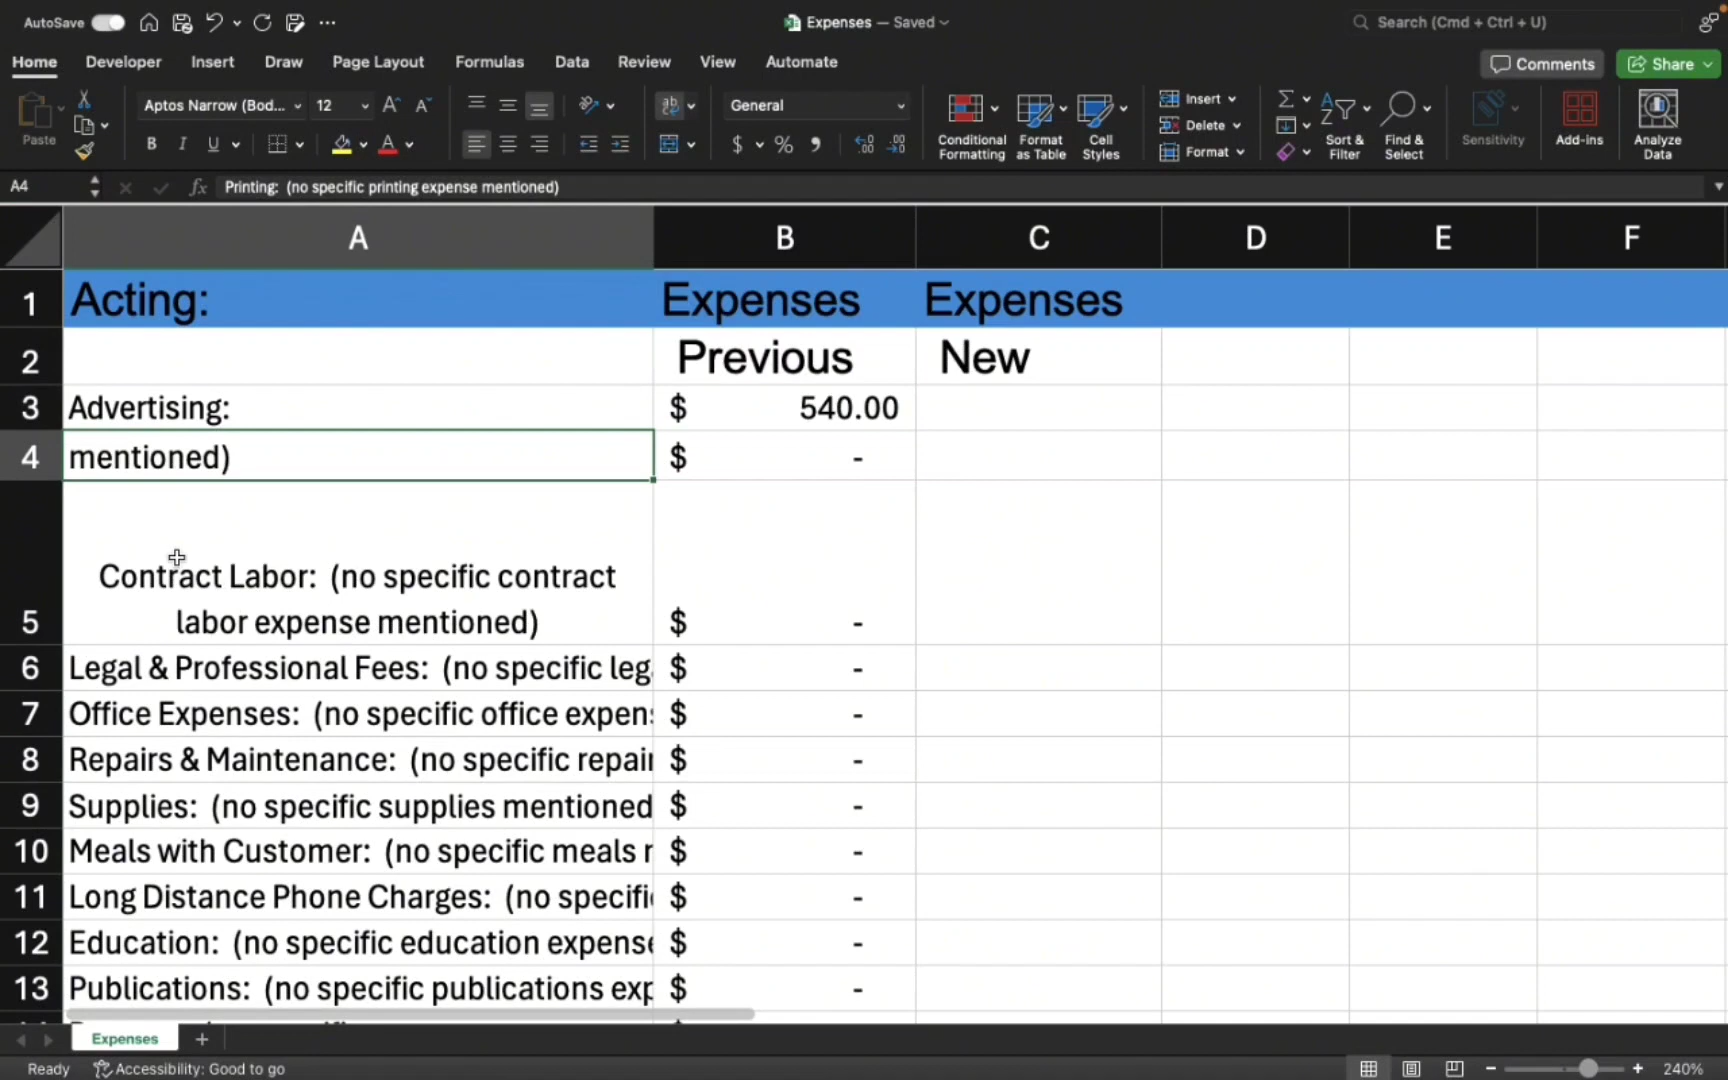 AutoSave
Expenses — Saved
Search (Cmd + Ctrl + U)
Home Developer Insert Draw Page Layout Formulas Data Review View Automate
Comments Share
Paste
Aptos Narrow (Bod... 12
B I U
General
$ %
Conditional Formatting
Format as Table
Cell Styles
Insert
Delete
Format
Sort & Filter
Find & Select
Sensitivity
Add-ins
Analyze Data
A4 fx Printing: (no specific printing expense mentioned)
A B C D E F
1 Acting: Expenses Expenses
2 Previous New
3 Advertising: $ 540.00
4 mentioned) $ -
Contract Labor: (no specific contract
5 labor expense mentioned) $ -
6 Legal & Professional Fees: (no specific leg $ -
7 Office Expenses: (no specific office expen $ -
8 Repairs & Maintenance: (no specific repair $ -
9 Supplies: (no specific supplies mentioned $ -
10 Meals with Customer: (no specific meals $ -
11 Long Distance Phone Charges: (no specifi $ -
12 Education: (no specific education expense $ -
13 Publications: (no specific publications exp $ -
Expenses
Ready Accessibility: Good to go
240%